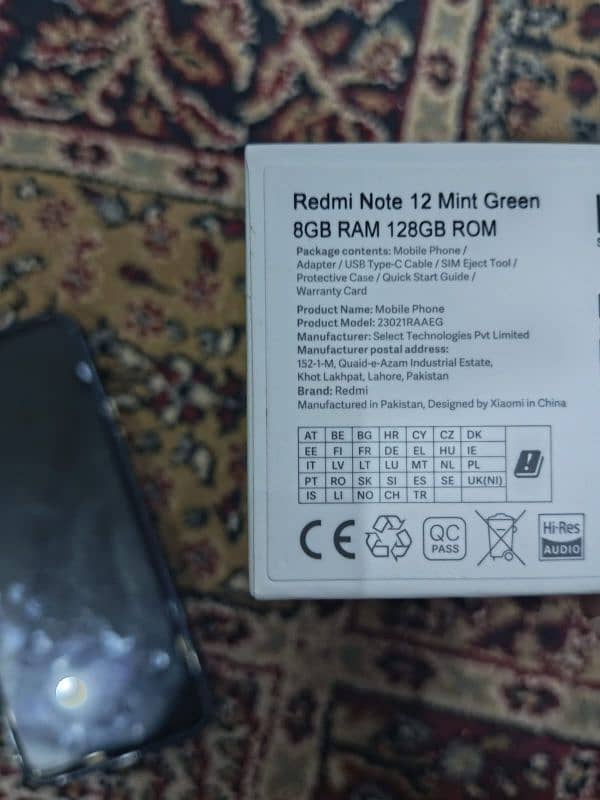 Redmi Note 12 Mint Green
8GB RAM 128GB ROM
Package contents: Mobile Phone /
Adapter / USB Type-C Cable / SIM Eject Tool /
Protective Case / Quick Start Guide /
Warranty Card
Product Name: Mobile Phone
Product Model: 23021RAAEG
Manufacturer: Select Technologies Pvt Limited
Manufacturer postal address:
152-1-M, Quaid-e-Azam Industrial Estate,
Khot Lakhpat, Lahore, Pakistan
Brand: Redmi
Manufactured in Pakistan, Designed by Xiaomi in China
AT BE BG HR CY CZ DK
EE FI FR DE EL HU IE
IT LV LT LU MT NL PL
PT RO SK SI ES SE UK(NI)
IS LI NO CH TR
CE
QC
PASS
Hi-Res
AUDIO